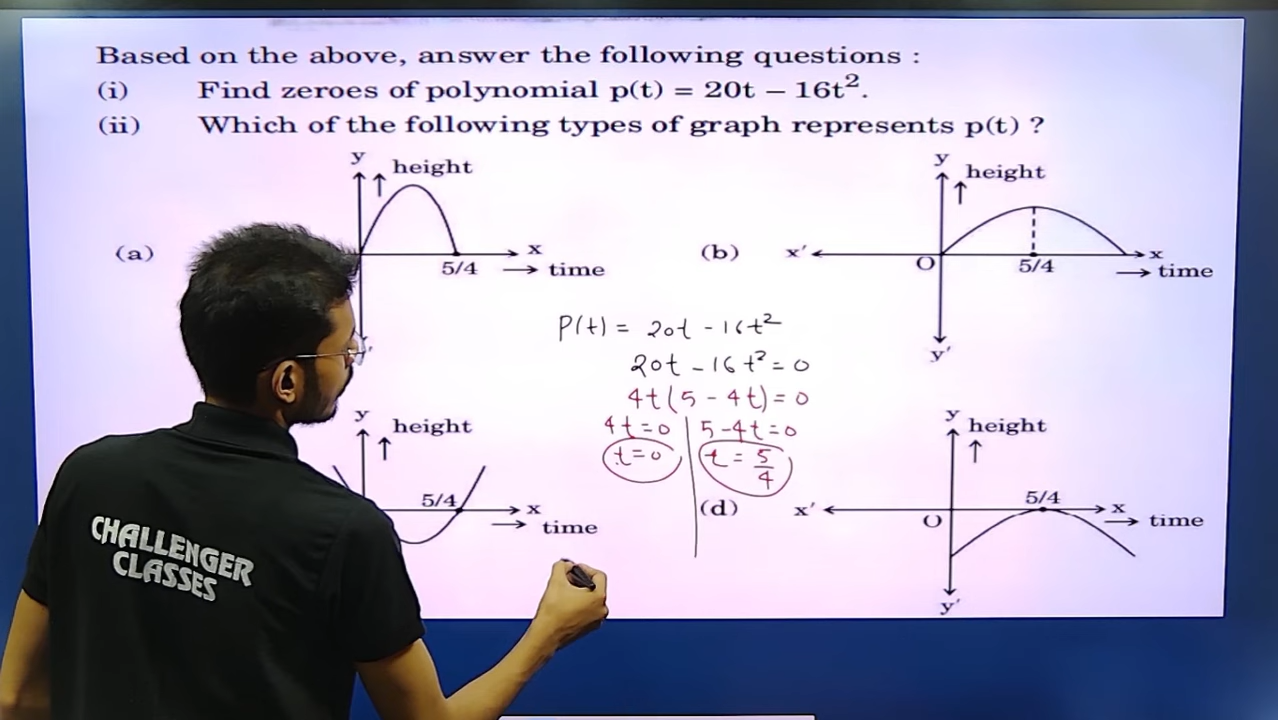 Based on the above, answer the following questions :
(i) Find zeroes of polynomial p(t) = 20t – 16t².
(ii) Which of the following types of graph represents p(t) ?
(a)
y
height
5/4
x
time
(b)
y
height
x'
O
5/4
x
time
y'
P(t) = 20t - 16t²
20t - 16t² = 0
4t(5 - 4t) = 0
4t=0 | 5-4t=0
t=0 | t = 5/4
y
height
5/4
x
time
(d)
y
height
x'
O
5/4
x
time
y'
CHALLENGER
CLASSES